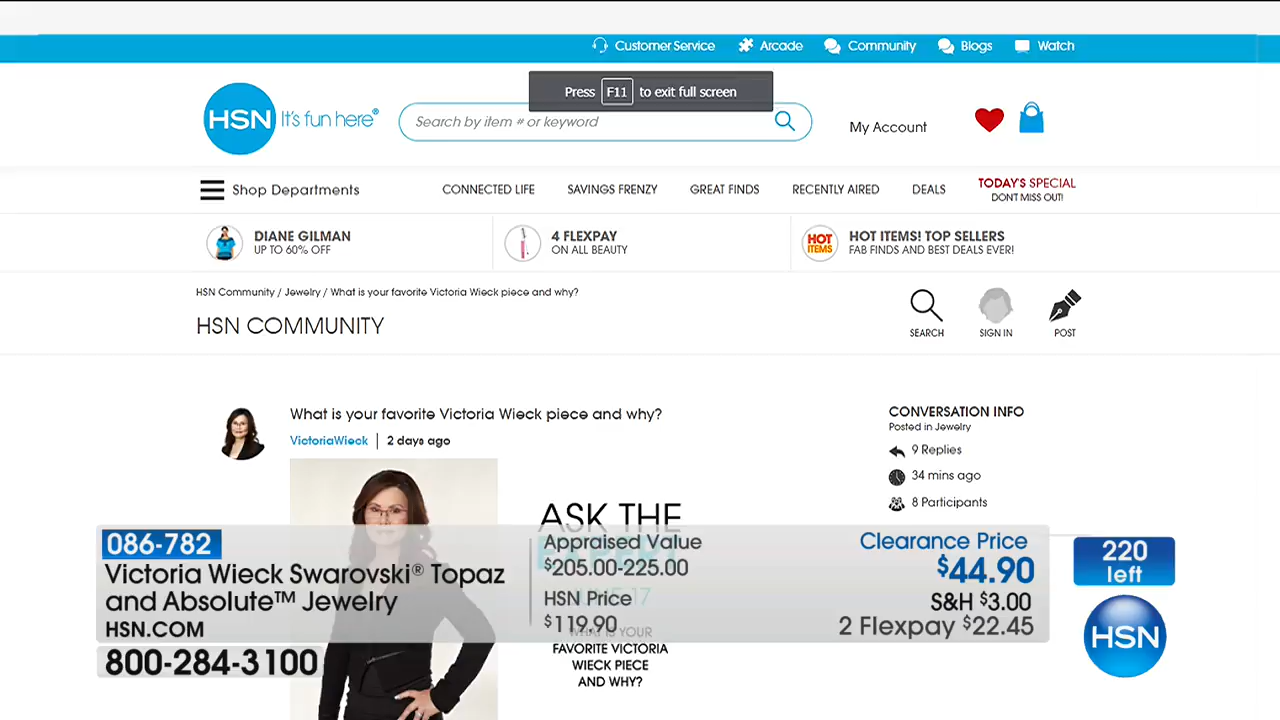 Customer Service
Arcade
Community
Blogs
Watch
Press F11 to exit full screen
HSN It's fun here®
Search by item # or keyword
My Account
Shop Departments
CONNECTED LIFE
SAVINGS FRENZY
GREAT FINDS
RECENTLY AIRED
DEALS
TODAY'S SPECIAL
DON'T MISS OUT!
DIANE GILMAN
UP TO 60% OFF
4 FLEXPAY
ON ALL BEAUTY
HOT ITEMS
HOT ITEMS! TOP SELLERS
FAB FINDS AND BEST DEALS EVER!
HSN Community / Jewelry / What is your favorite Victoria Wieck piece and why?
HSN COMMUNITY
SEARCH
SIGN IN
POST
What is your favorite Victoria Wieck piece and why?
VictoriaWieck | 2 days ago
CONVERSATION INFO
Posted in Jewelry
9 Replies
34 mins ago
8 Participants
ASK THE
EXPERT
17
WHAT IS YOUR
FAVORITE VICTORIA
WIECK PIECE
AND WHY?
086-782
Victoria Wieck Swarovski® Topaz
and Absolute™ Jewelry
HSN.COM
800-284-3100
Appraised Value
$205.00-225.00
HSN Price
$119.90
Clearance Price
$44.90
S&H $3.00
2 Flexpay $22.45
220
left
HSN